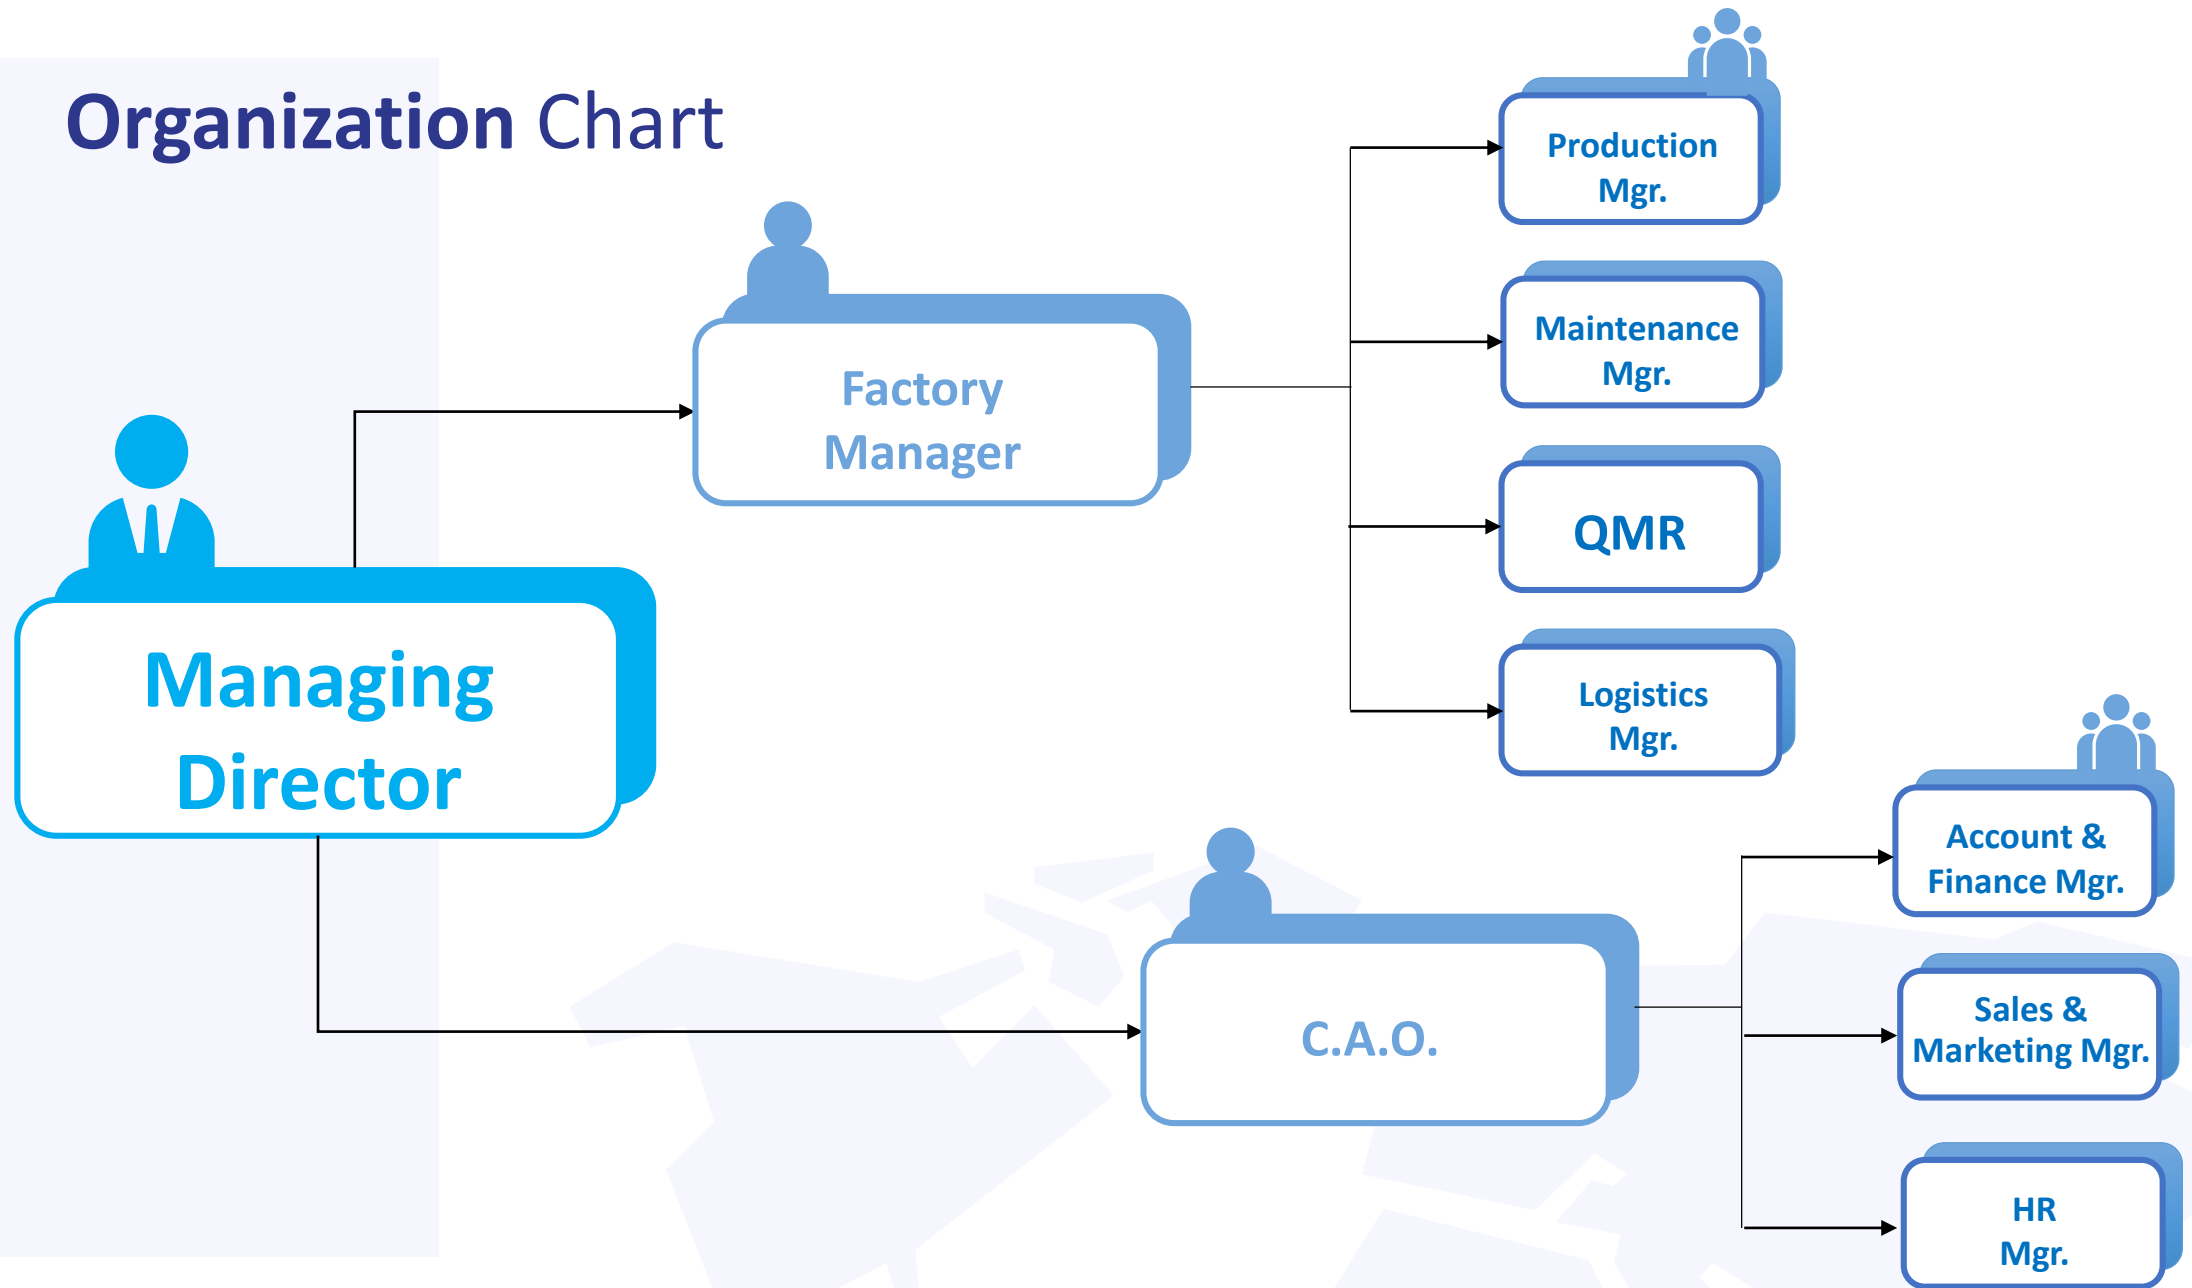 Organization Chart
Production
Mgr.
Factory
Manager
Maintenance
Mgr.
QMR
Managing
Director
Logistics
Mgr.
C.A.O.
Account &
Finance Mgr.
Sales &
Marketing Mgr.
HR
Mgr.